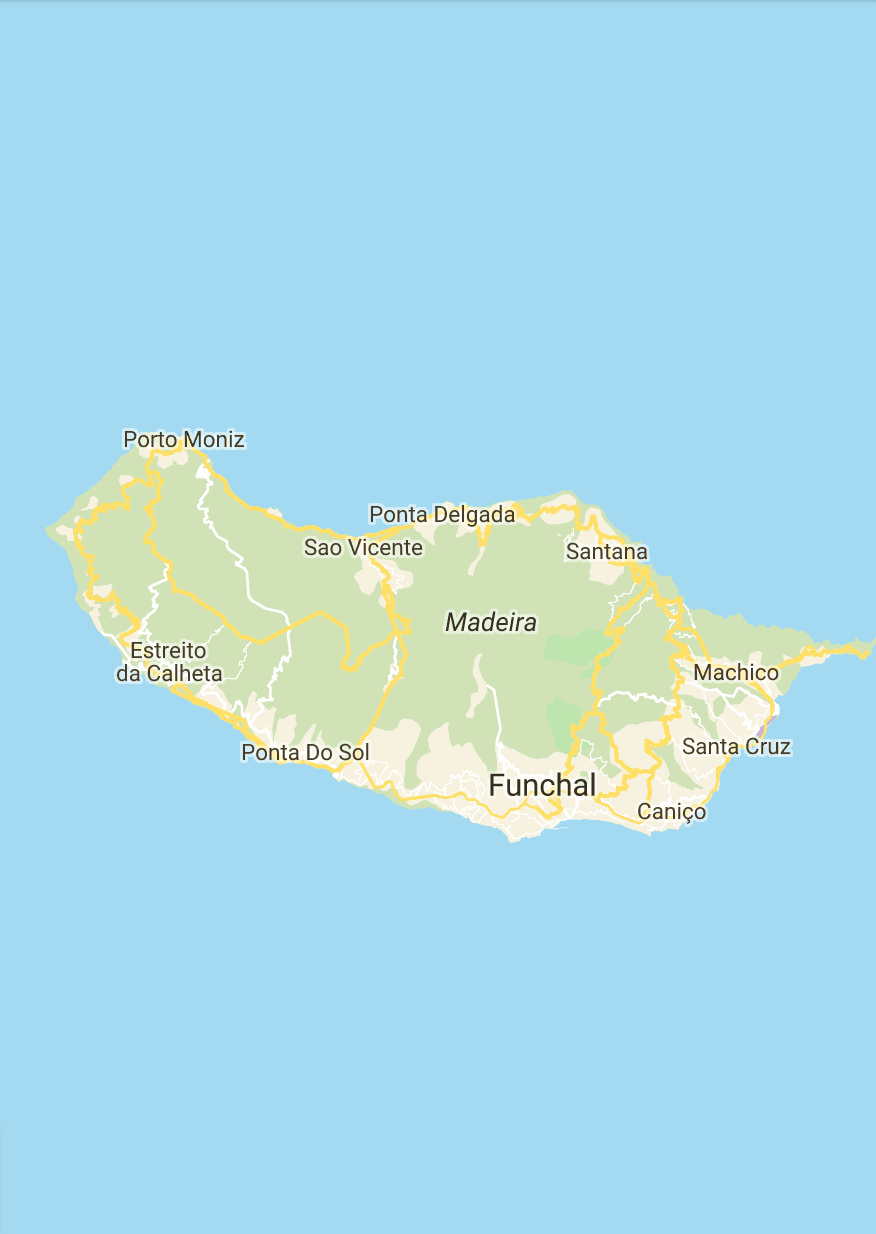 Porto Moniz
Ponta Delgada
Sao Vicente
Santana
Madeira
Estreito
da Calheta
Machico
Ponta Do Sol
Santa Cruz
Funchal
Caniço